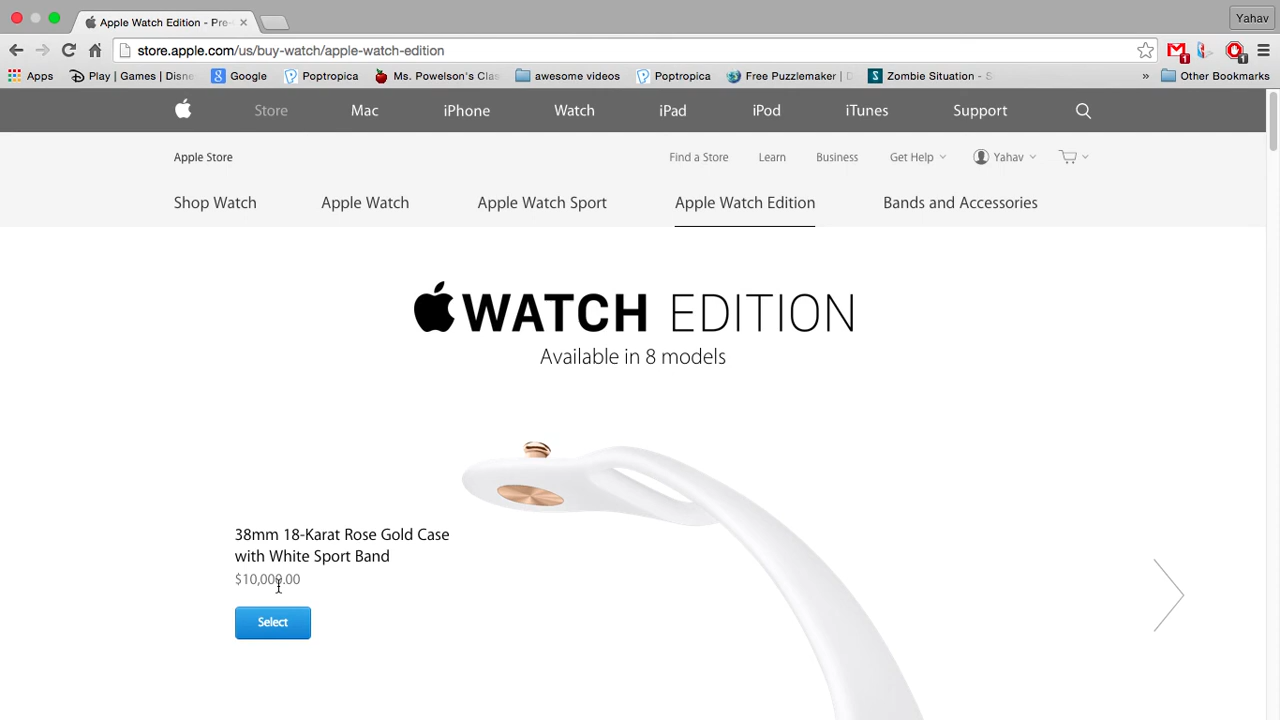 Apple Watch Edition - Pre-
Yahav
store.apple.com/us/buy-watch/apple-watch-edition
1
1
Apps
Play | Games | Disne
Google
Poptropica
Ms. Powelson's Clas
awesome videos
Poptropica
Free Puzzlemaker | D
Zombie Situation - S
»
Other Bookmarks
Store
Mac
iPhone
Watch
iPad
iPod
iTunes
Support
Apple Store
Find a Store
Learn
Business
Get Help
Yahav
Shop Watch
Apple Watch
Apple Watch Sport
Apple Watch Edition
Bands and Accessories
WATCH EDITION
Available in 8 models
38mm 18-Karat Rose Gold Case
with White Sport Band
$10,000.00
Select